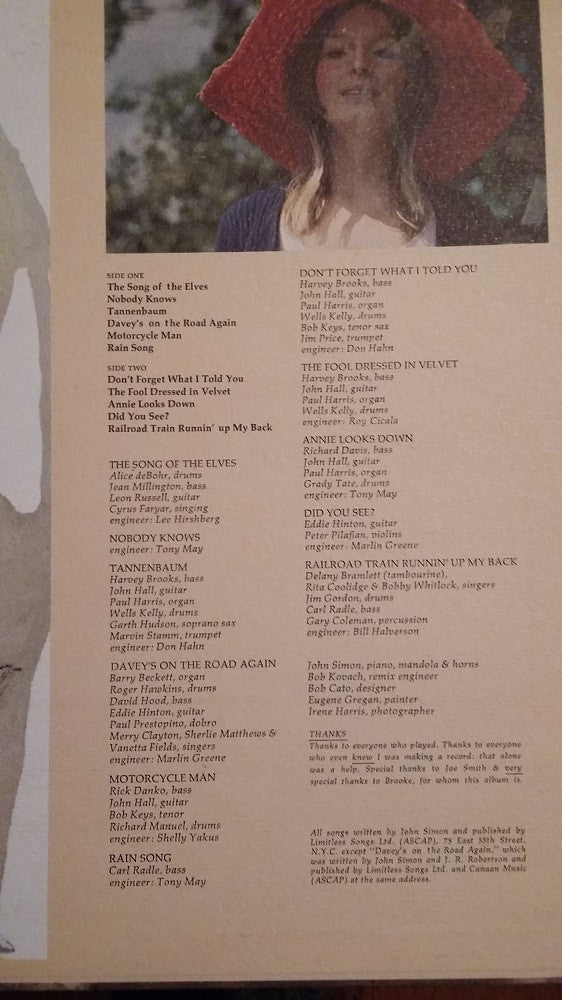 SIDE ONE
The Song of the Elves
Nobody Knows
Tannenbaum
Davey's on the Road Again
Motorcycle Man
Rain Song
SIDE TWO
Don't Forget What I Told You
The Fool Dressed in Velvet
Annie Looks Down
Did You See?
Railroad Train Runnin' up My Back
THE SONG OF THE ELVES
Alice deBohr, drums
Jean Millington, bass
Leon Russell, guitar
Cyrus Faryar, singing
engineer: Lee Hirshberg
NOBODY KNOWS
engineer: Tony May
TANNENBAUM
Harvey Brooks, bass
John Hall, guitar
Paul Harris, organ
Wells Kelly, drums
Garth Hudson, soprano sax
Marvin Stamm, trumpet
engineer: Don Hahn
DAVEY'S ON THE ROAD AGAIN
Barry Beckett, organ
Roger Hawkins, drums
David Hood, bass
Eddie Hinton, guitar
Paul Prestopino, dobro
Merry Clayton, Sherlie Matthews &
Vanetta Fields, singers
engineer: Marlin Greene
MOTORCYCLE MAN
Rick Danko, bass
John Hall, guitar
Bob Keys, tenor
Richard Manuel, drums
engineer: Shelly Yakus
RAIN SONG
Carl Radle, bass
engineer: Tony May
DON'T FORGET WHAT I TOLD YOU
Harvey Brooks, bass
John Hall, guitar
Paul Harris, organ
Wells Kelly, drums
Bob Keys, tenor sax
Jim Price, trumpet
engineer: Don Hahn
THE FOOL DRESSED IN VELVET
Harvey Brooks, bass
John Hall, guitar
Paul Harris, organ
Wells Kelly, drums
engineer: Roy Cicala
ANNIE LOOKS DOWN
Richard Davis, bass
John Hall, guitar
Paul Harris, organ
Grady Tate, drums
engineer: Tony May
DID YOU SEE?
Eddie Hinton, guitar
Peter Pilafian, violins
engineer: Marlin Greene
RAILROAD TRAIN RUNNIN' UP MY BACK
Delany Bramlett (tambourine),
Rita Coolidge & Bobby Whitlock, singers
Jim Gordon, drums
Carl Radle, bass
Gary Coleman, percussion
engineer: Bill Halverson
John Simon, piano, mandola & horns
Bob Kovach, remix engineer
Bob Cato, designer
Eugene Gregan, painter
Irene Harris, photographer
THANKS
Thanks to everyone who played. Thanks to everyone
who even knew I was making a record: that alone
was a help. Special thanks to Joe Smith & very
special thanks to Brooke, for whom this album is.
All songs written by John Simon and published by
Limitless Songs Ltd. (ASCAP), 75 East 55th Street,
N.Y.C. except "Davey's on the Road Again," which
was written by John Simon and J. R. Robertson and
published by Limitless Songs Ltd. and Canaan Music
(ASCAP) at the same address.